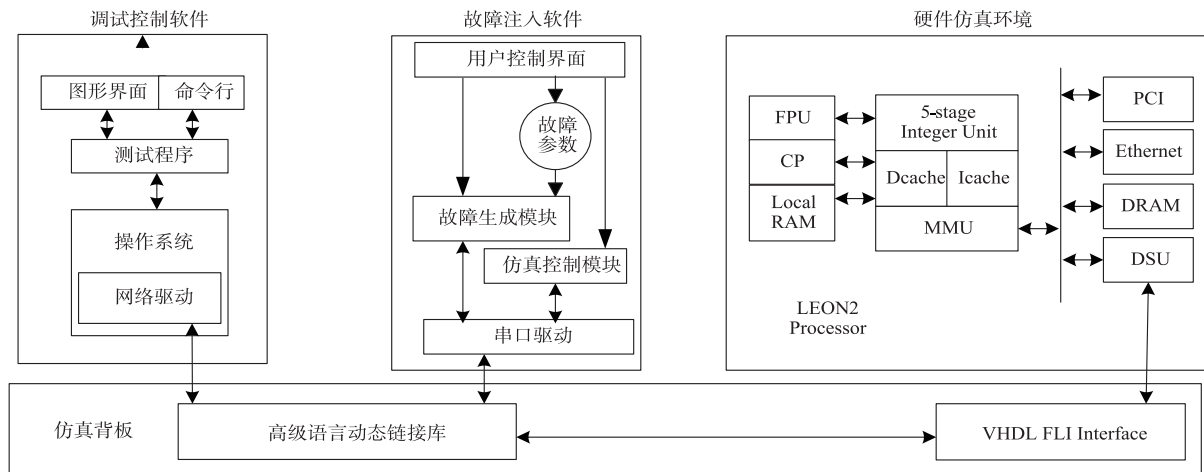 调试控制软件
图形界面
命令行
测试程序
操作系统
网络驱动
故障注入软件
用户控制界面
故障
参数
故障生成模块
仿真控制模块
串口驱动
硬件仿真环境
FPU
CP
Local
RAM
5-stage
Integer Unit
Dcache
Icache
MMU
PCI
Ethernet
DRAM
DSU
LEON2
Processor
仿真背板
高级语言动态链接库
VHDL FLI Interface